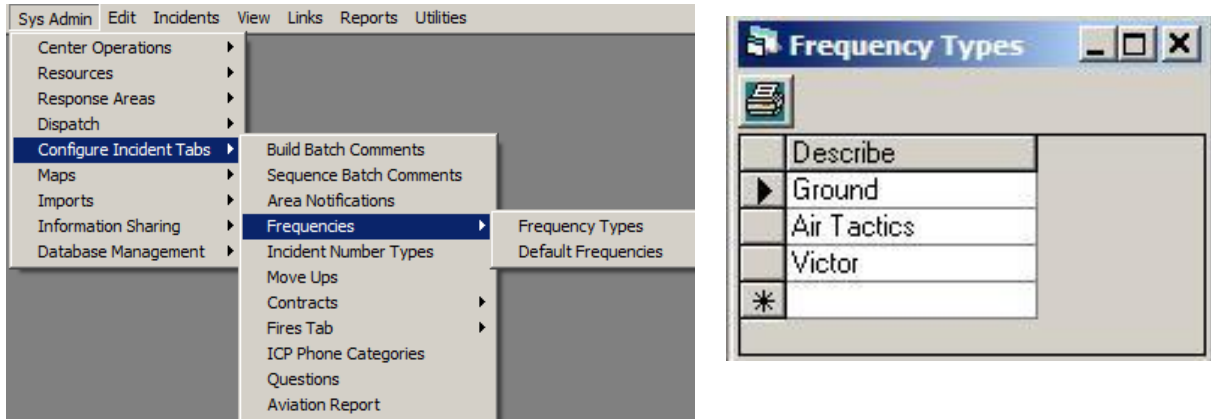 Sys Admin Edit Incidents View Links Reports Utilities
Center Operations
Resources
Response Areas
Dispatch
Configure Incident Tabs
Maps
Imports
Information Sharing
Database Management
Build Batch Comments
Sequence Batch Comments
Area Notifications
Frequencies
Incident Number Types
Move Ups
Contracts
Fires Tab
ICP Phone Categories
Questions
Aviation Report
Frequency Types
Default Frequencies
Frequency Types
Describe
Ground
Air Tactics
Victor